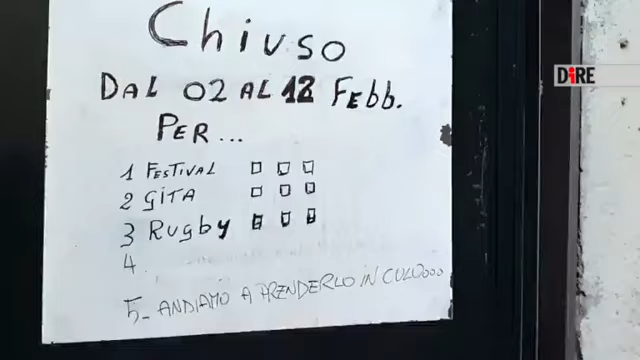 Chiuso
DAL 02 AL 12 FEBB.
PER...
1 FESTIVAL
2 GITA
3 Rugby
4
5- ANDIAMO A PRENDERLO IN CULOOOO
DiRE